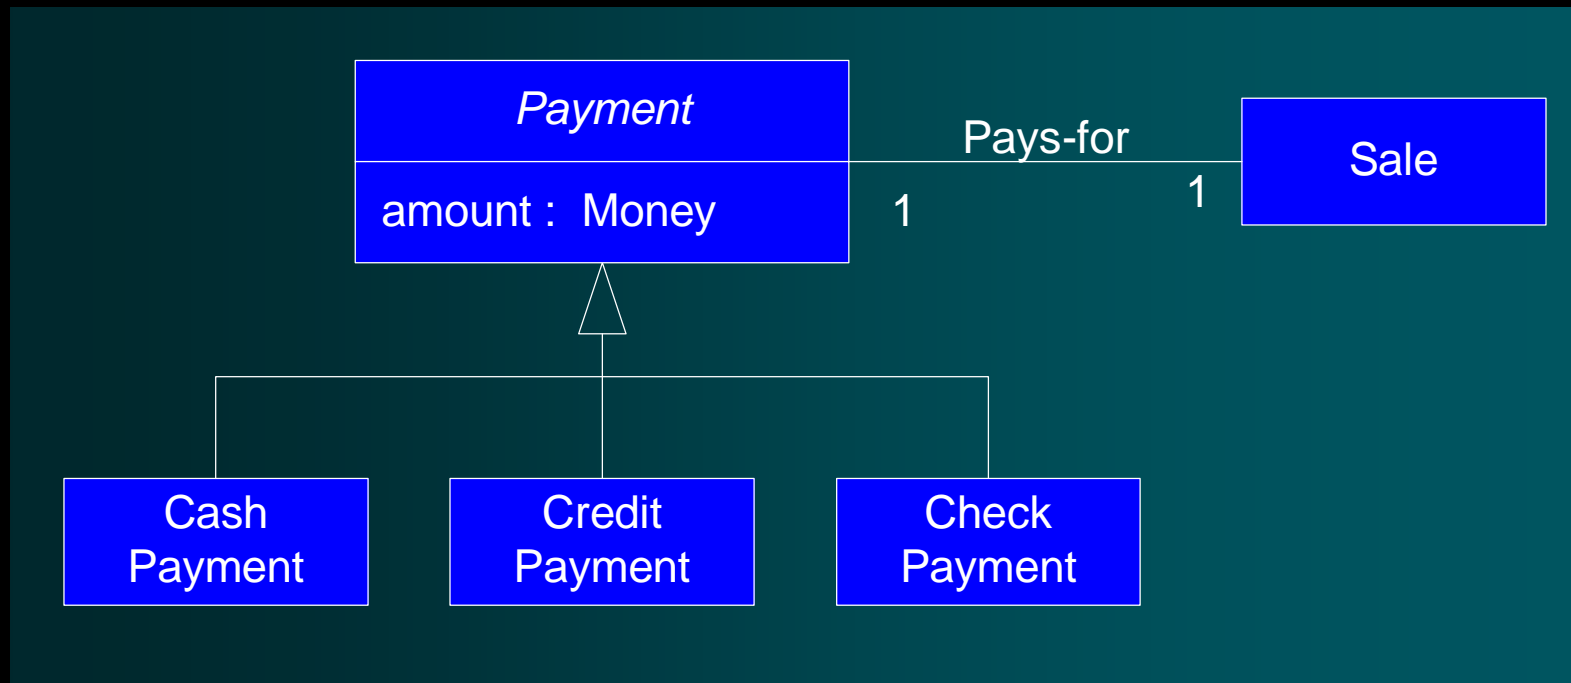 Payment
amount :  Money
Pays-for
1
1
Sale
Cash
Payment
Credit
Payment
Check
Payment